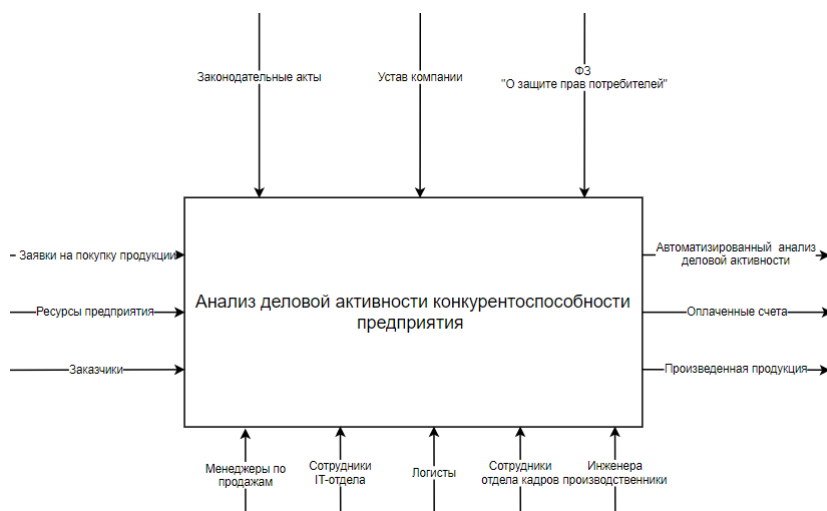 Законодательные акты
Устав компании
ФЗ
"О защите прав потребителей"
Заявки на покупку продукции
Ресурсы предприятия
Заказчики
Анализ деловой активности конкурентоспособности
предприятия
Автоматизированный анализ
деловой активности
Оплаченные счета
Произведенная продукция
Менеджеры по
продажам
Сотрудники
IT-отдела
Логисты
Сотрудники
отдела кадров
Инженера
производственники